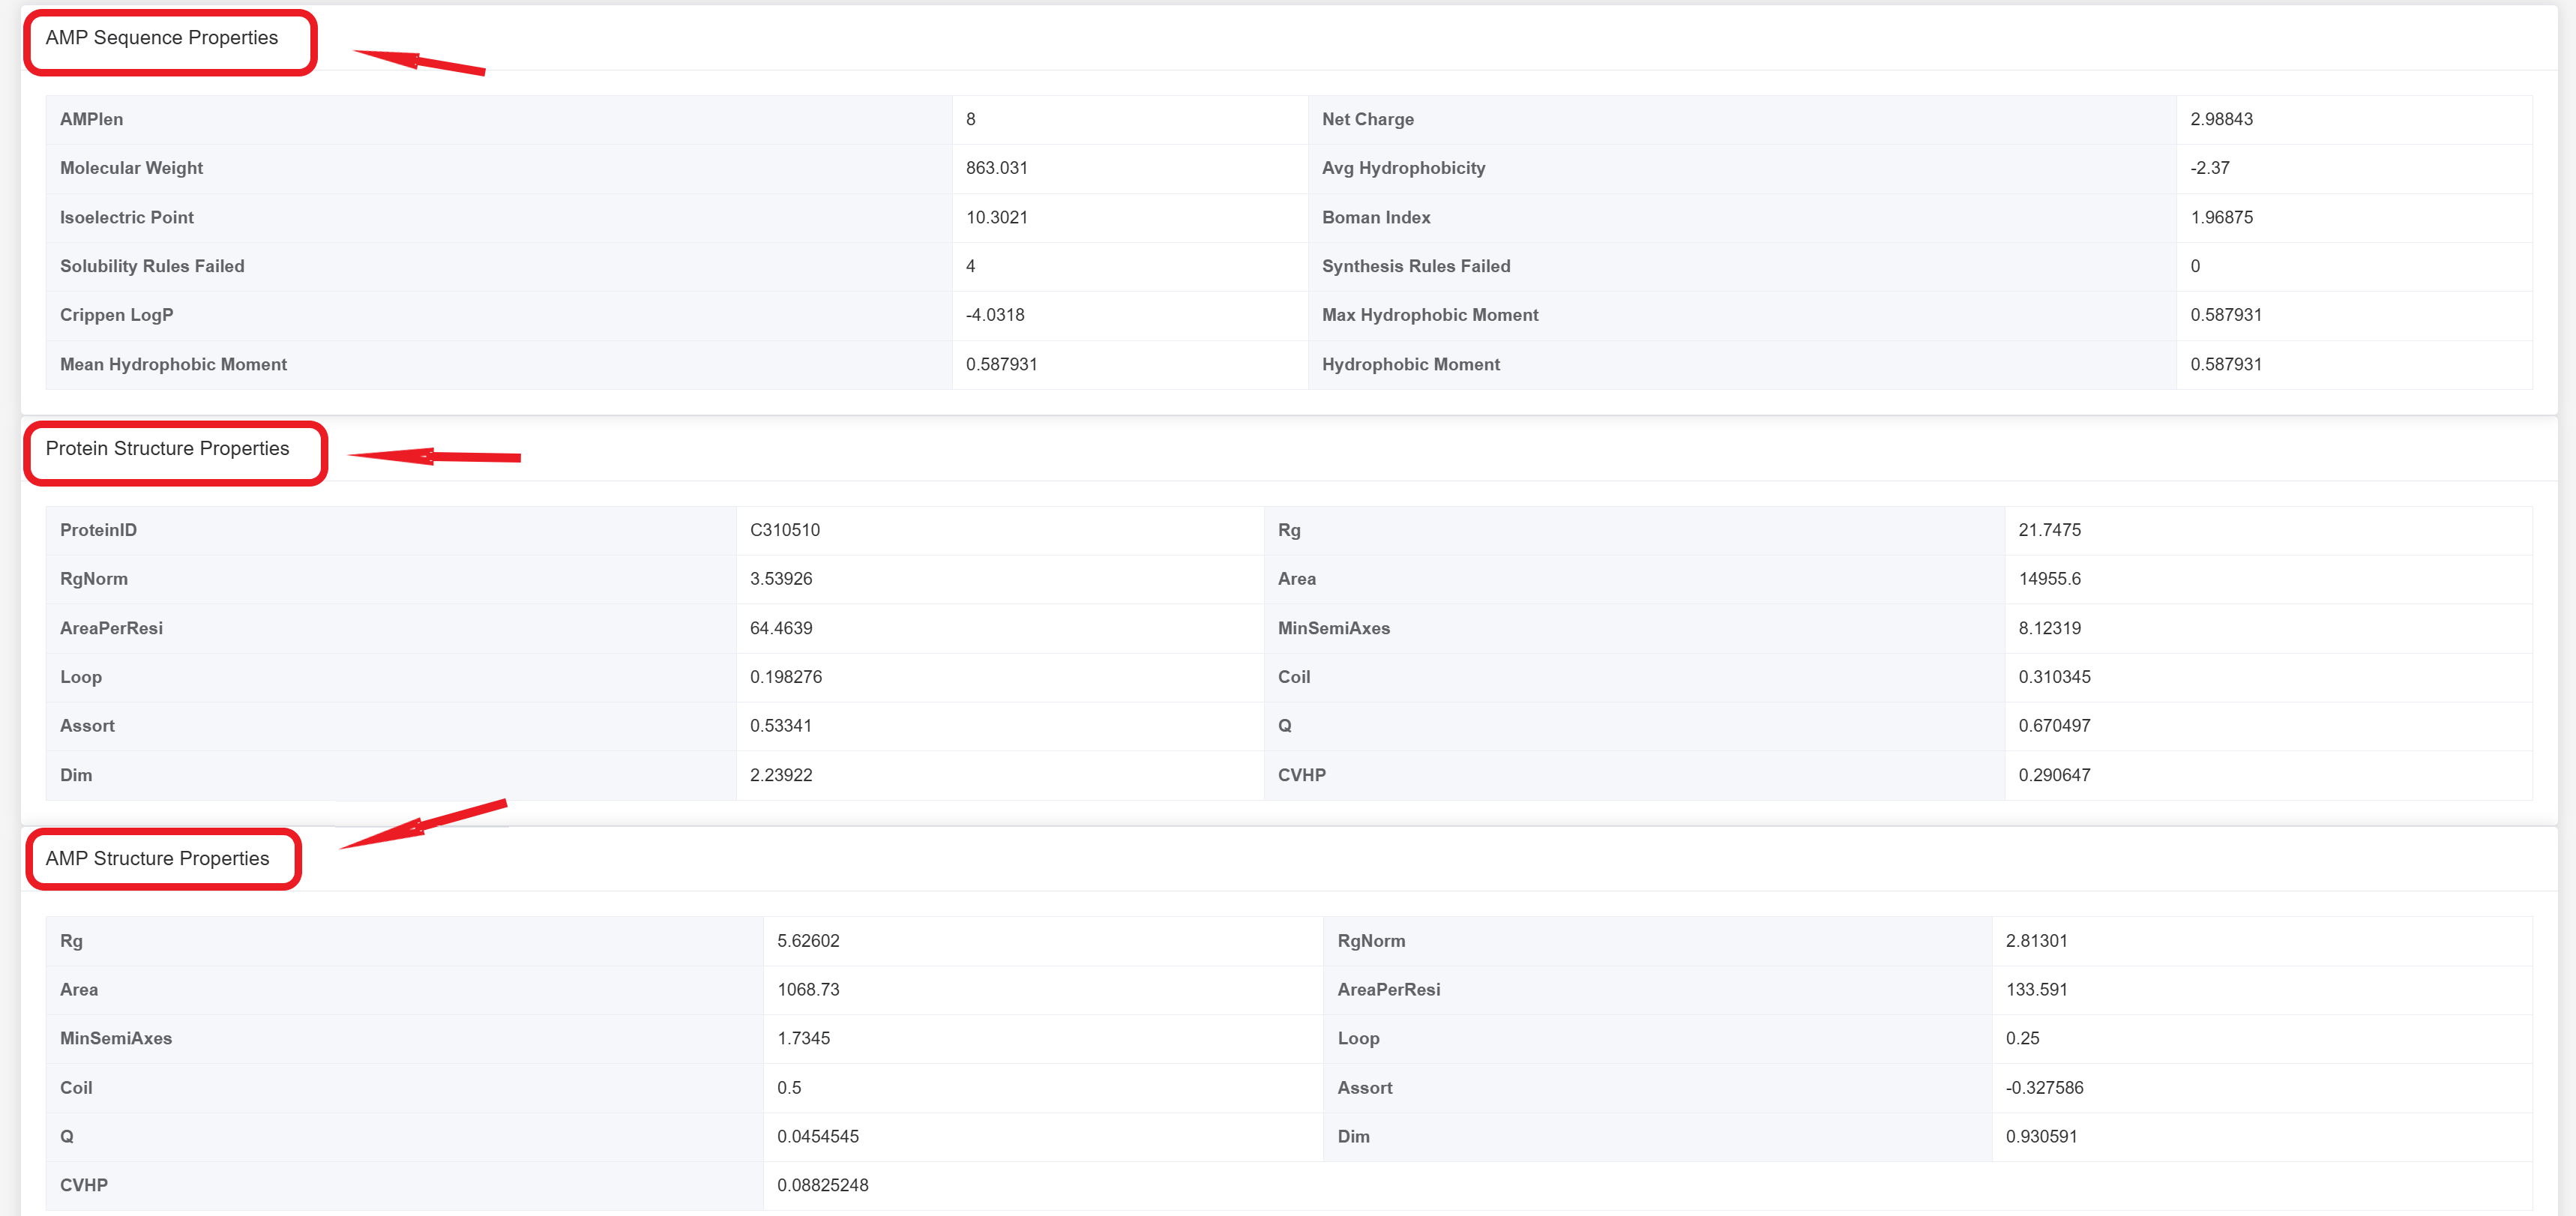 AMP Sequence Properties
AMPlen 8 Net Charge 2.98843
Molecular Weight 863.031 Avg Hydrophobicity -2.37
Isoelectric Point 10.3021 Boman Index 1.96875
Solubility Rules Failed 4 Synthesis Rules Failed 0
Crippen LogP -4.0318 Max Hydrophobic Moment 0.587931
Mean Hydrophobic Moment 0.587931 Hydrophobic Moment 0.587931
Protein Structure Properties
ProteinID C310510 Rg 21.7475
RgNorm 3.53926 Area 14955.6
AreaPerResi 64.4639 MinSemiAxes 8.12319
Loop 0.198276 Coil 0.310345
Assort 0.53341 Q 0.670497
Dim 2.23922 CVHP 0.290647
AMP Structure Properties
Rg 5.62602 RgNorm 2.81301
Area 1068.73 AreaPerResi 133.591
MinSemiAxes 1.7345 Loop 0.25
Coil 0.5 Assort -0.327586
Q 0.0454545 Dim 0.930591
CVHP 0.08825248